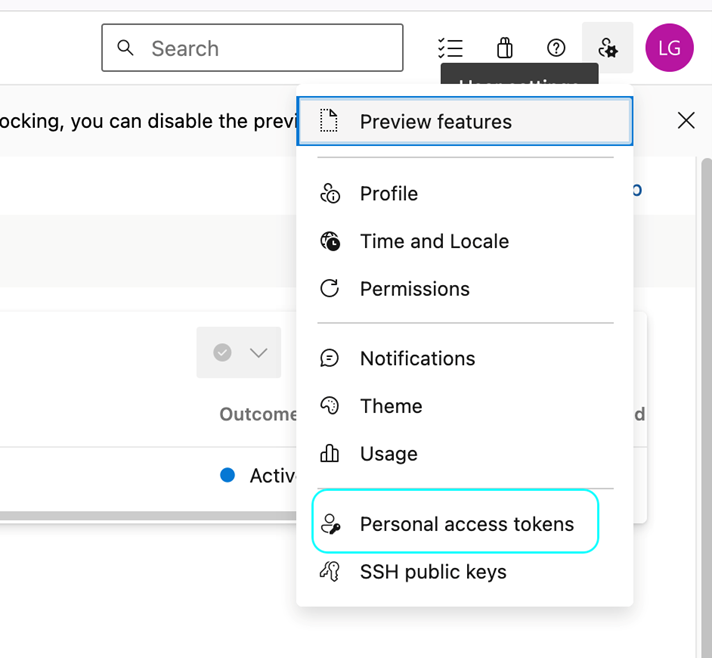 Search
LG
ocking, you can disable the previ
Preview features
Profile
Time and Locale
Permissions
Notifications
Theme
Outcome
Usage
Active
Personal access tokens
SSH public keys